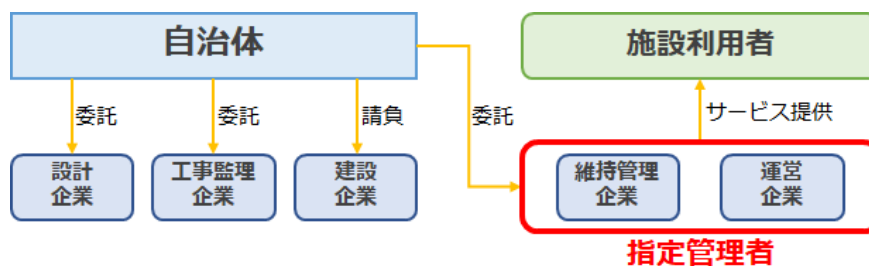 自治体
施設利用者
委託
委託
請負
委託
サービス提供
設計
企業
工事監理
企業
建設
企業
維持管理
企業
運営
企業
指定管理者